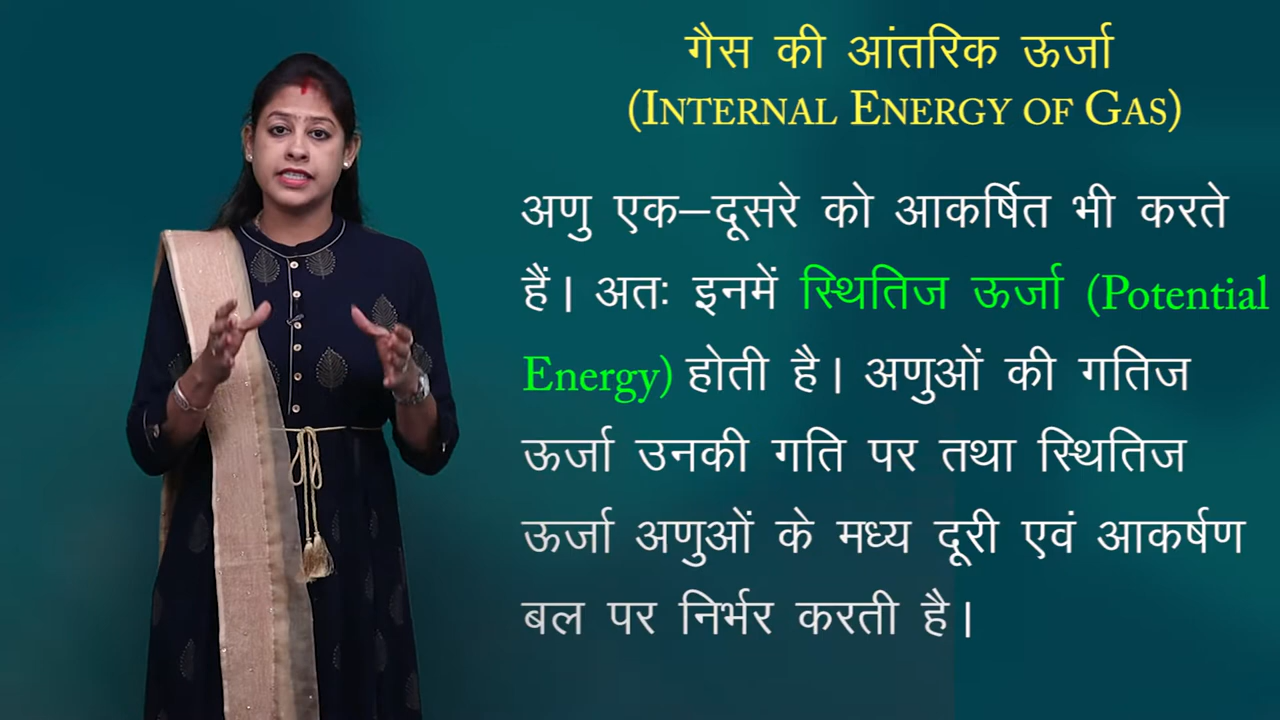 गैस की आंतरिक ऊर्जा
(INTERNAL ENERGY OF GAS)
अणु एक–दूसरे को आकर्षित भी करते
हैं। अतः इनमें स्थितिज ऊर्जा (Potential
Energy) होती है। अणुओं की गतिज
ऊर्जा उनकी गति पर तथा स्थितिज
ऊर्जा अणुओं के मध्य दूरी एवं आकर्षण
बल पर निर्भर करती है।